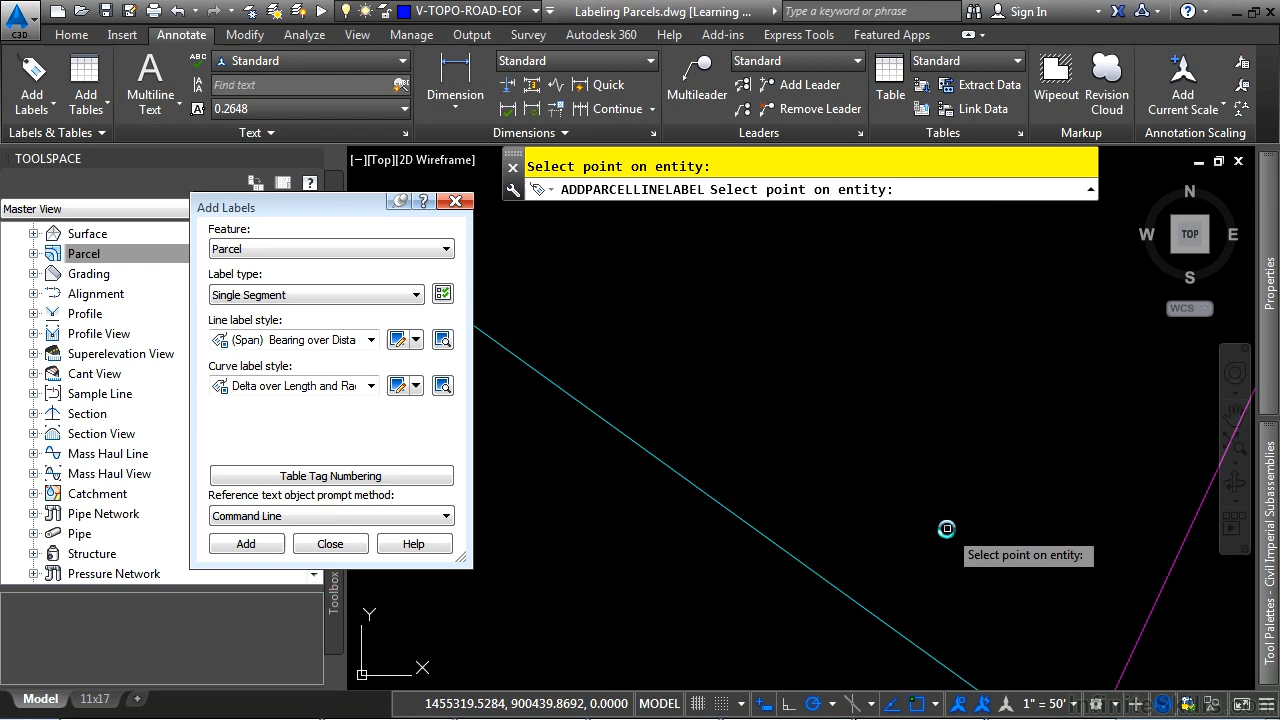 C3D
V-TOPO-ROAD-EOF
Labeling Parcels.dwg [Learning ...
Type a keyword or phrase
Sign In
Home Insert Annotate Modify Analyze View Manage Output Survey Autodesk 360 Help Add-ins Express Tools Featured Apps
Add Labels
Add Tables
Labels & Tables
Multiline Text
Standard
Find text
0.2648
Text
Dimension
Standard
Quick
Continue
Dimensions
Multileader
Standard
Add Leader
Remove Leader
Leaders
Table
Standard
Extract Data
Link Data
Tables
Wipeout
Revision Cloud
Markup
Add Current Scale
Annotation Scaling
TOOLSPACE
Master View
Surface
Parcel
Grading
Alignment
Profile
Profile View
Superelevation View
Cant View
Sample Line
Section
Section View
Mass Haul Line
Mass Haul View
Catchment
Pipe Network
Pipe
Structure
Pressure Network
Toolbox
Add Labels
Feature:
Parcel
Label type:
Single Segment
Line label style:
(Span) Bearing over Dista
Curve label style:
Delta over Length and Rac
Table Tag Numbering
Reference text object prompt method:
Command Line
Add Close Help
[−][Top][2D Wireframe]
Select point on entity:
ADDPARCELLINELABEL Select point on entity:
N
W TOP E
S
WCS
Select point on entity:
Y
X
Properties
Tool Palettes - Civil Imperial Subassemblies
Model 11x17 +
1455319.5284, 900439.8692, 0.0000 MODEL
1" = 50'